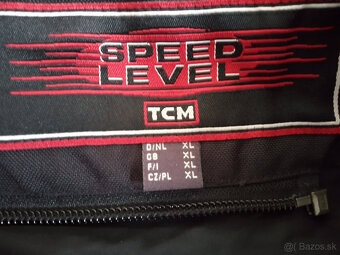 SPEED
LEVEL
TCM
D/NL XL
GB XL
F/I XL
CZ/PL XL
Bazos.sk